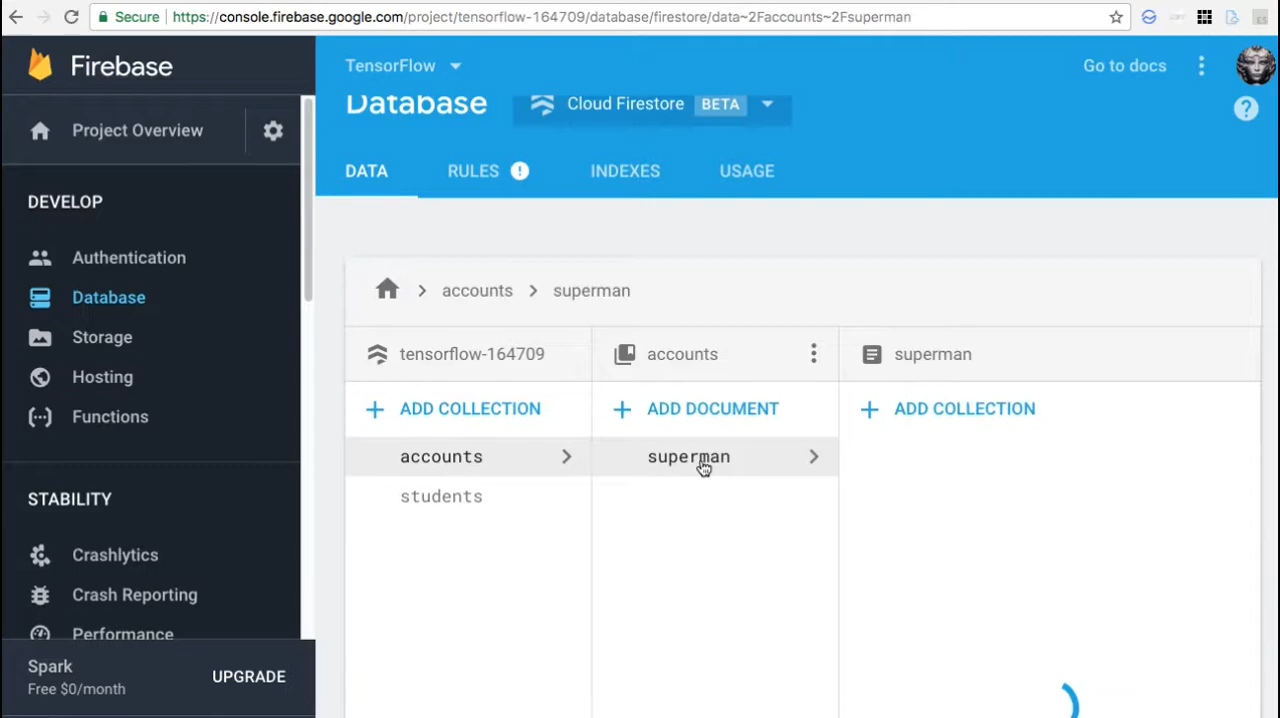 Secure https://console.firebase.google.com/project/tensorflow-164709/database/firestore/data~2Faccounts~2Fsuperman
Firebase
TensorFlow
Go to docs
Database Cloud Firestore BETA
?
Project Overview
DATA RULES ! INDEXES USAGE
DEVELOP
Authentication
Database
Storage
Hosting
Functions
accounts superman
tensorflow-164709 accounts superman
+ ADD COLLECTION + ADD DOCUMENT + ADD COLLECTION
accounts superman
students
STABILITY
Crashlytics
Crash Reporting
Performance
Spark
Free $0/month
UPGRADE